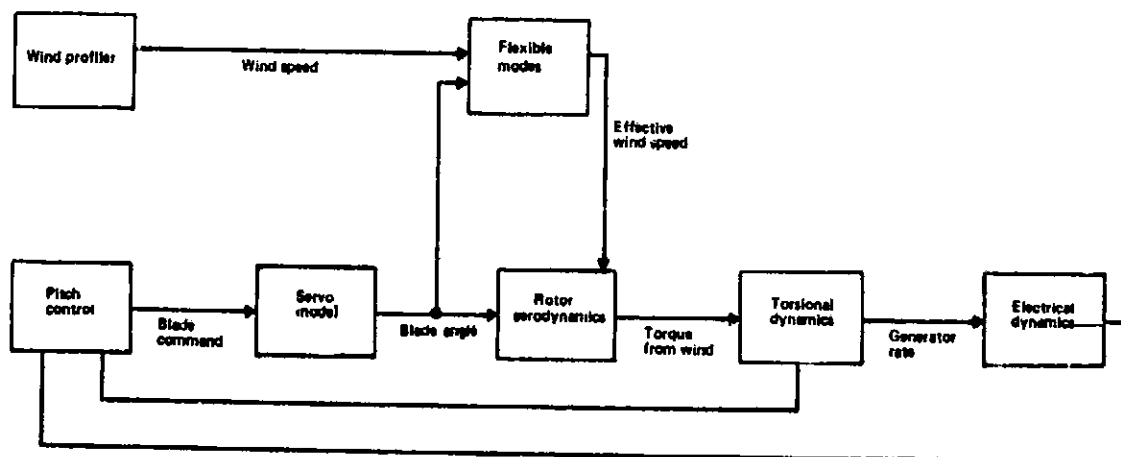 Wind profiler
Wind speed
Flexible
modes
Effective
wind speed
Pitch
control
Blade
command
Servo
model
Blade angle
Rotor
aerodynamics
Torque
from wind
Torsional
dynamics
Generator
rate
Electrical
dynamics